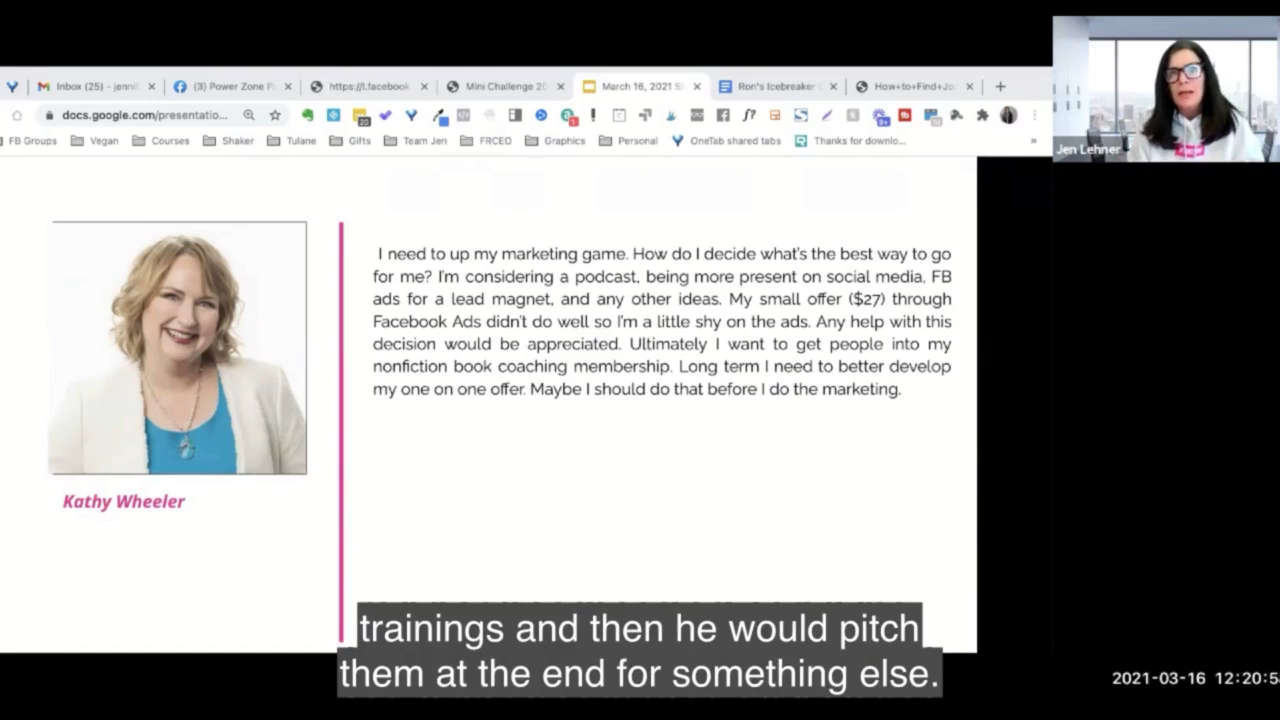 Inbox (25) - jenni
(3) Power Zone P
https://l.facebook
Mini Challenge 20
March 16, 2021 S
Ron's Icebreaker
How+to+Find+Jo
docs.google.com/presentatio...
FB Groups
Vegan
Courses
Shaker
Tulane
Gifts
Team Jen
FRCEO
Graphics
Personal
OneTab shared tabs
Thanks for downlo...
Jen Lehner
I need to up my marketing game. How do I decide what's the best way to go
for me? I'm considering a podcast, being more present on social media, FB
ads for a lead magnet, and any other ideas. My small offer ($27) through
Facebook Ads didn't do well so I'm a little shy on the ads. Any help with this
decision would be appreciated. Ultimately I want to get people into my
nonfiction book coaching membership. Long term I need to better develop
my one on one offer. Maybe I should do that before I do the marketing.
Kathy Wheeler
trainings and then he would pitch
them at the end for something else.
2021-03-16 12:20:5